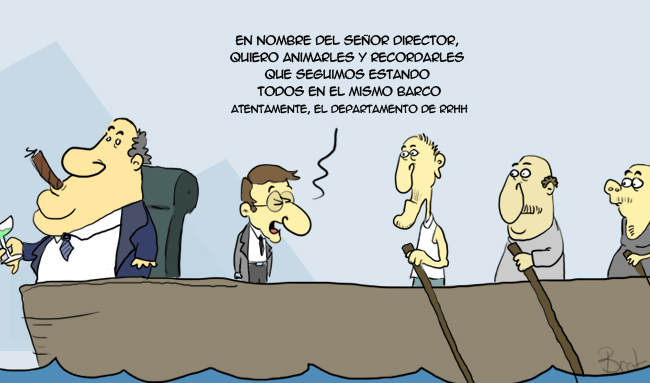 EN NOMBRE DEL SEÑOR DIRECTOR,
QUIERO ANIMARLES Y RECORDARLES
QUE SEGUIMOS ESTANDO
TODOS EN EL MISMO BARCO
ATENTAMENTE, EL DEPARTAMENTO DE RRHH